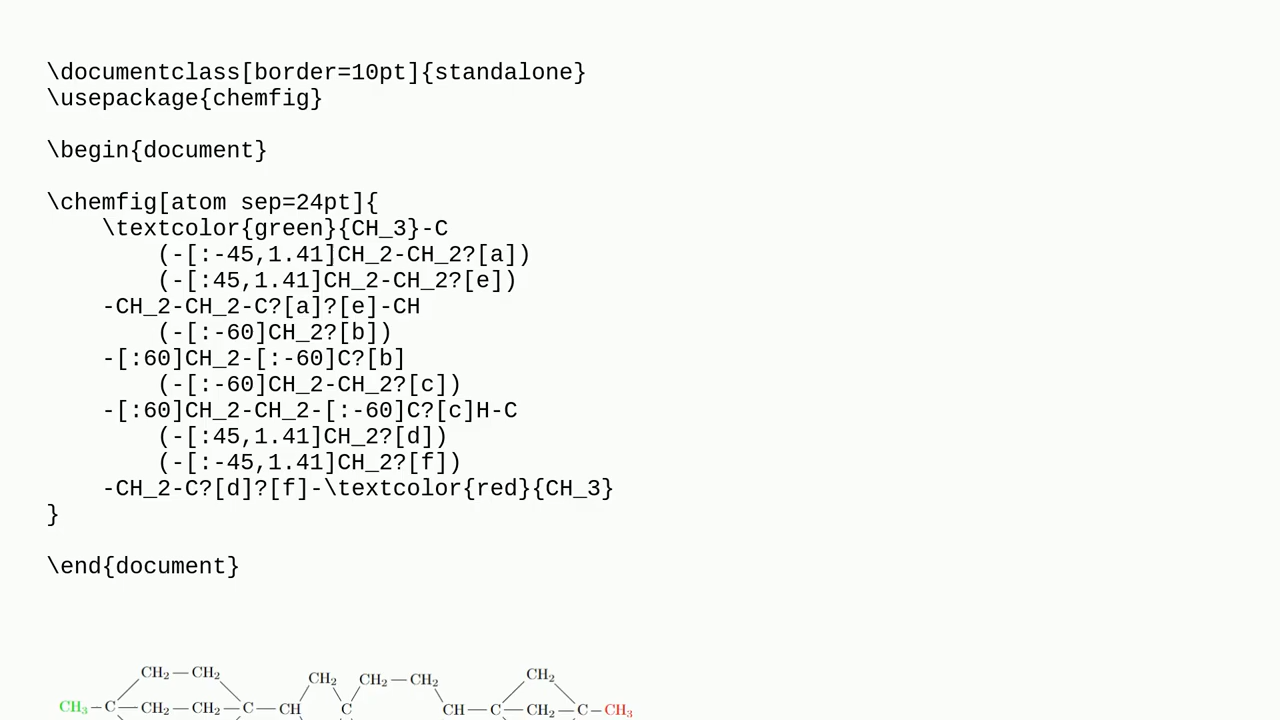 \documentclass[border=10pt]{standalone}
\usepackage{chemfig}
\begin{document}
\chemfig[atom sep=24pt]{
\textcolor{green}{CH_3}-C
(-[:-45,1.41]CH_2-CH_2?[a])
(-[:45,1.41]CH_2-CH_2?[e])
-CH_2-CH_2-C?[a]?[e]-CH
(-[:-60]CH_2?[b])
-[:60]CH_2-[:-60]C?[b]
(-[:-60]CH_2-CH_2?[c])
-[:60]CH_2-CH_2-[:-60]C?[c]H-C
(-[:45,1.41]CH_2?[d])
(-[:-45,1.41]CH_2?[f])
-CH_2-C?[d]?[f]-\textcolor{red}{CH_3}
}
\end{document}
CH₂—CH₂ CH₂ CH₂—CH₂ CH₂
CH₃—C—CH₂—CH₂—C—CH C CH—C—CH₂—C—CH₃